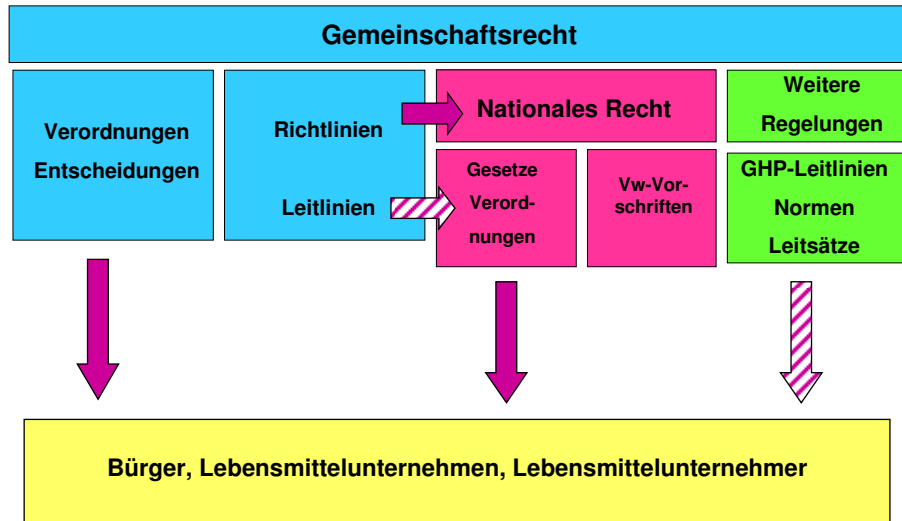 Gemeinschaftsrecht
Verordnungen
Entscheidungen
Richtlinien
Leitlinien
Nationales Recht
Gesetze
Verord-
nungen
Vw-Vor-
schriften
Weitere
Regelungen
GHP-Leitlinien
Normen
Leitsätze
Bürger, Lebensmittelunternehmen, Lebensmittelunternehmer